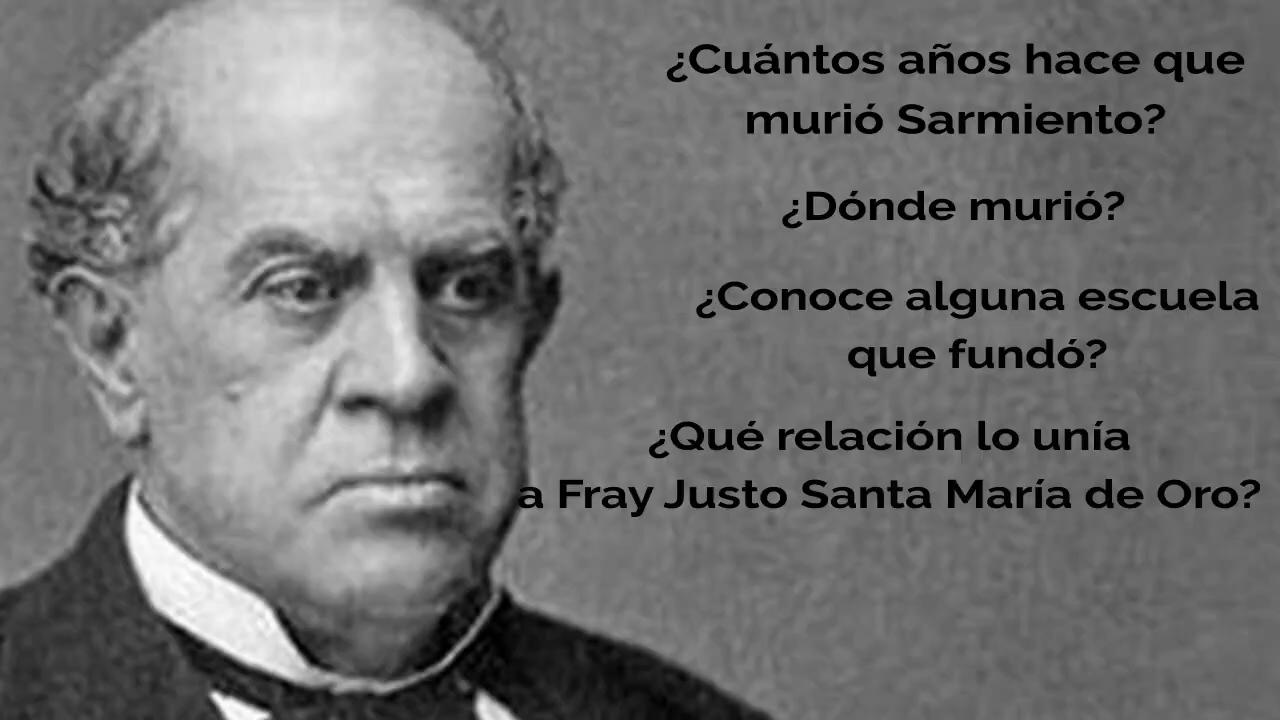 ¿Cuántos años hace que
murió Sarmiento?
¿Dónde murió?
¿Conoce alguna escuela
que fundó?
¿Qué relación lo unía
a Fray Justo Santa María de Oro?